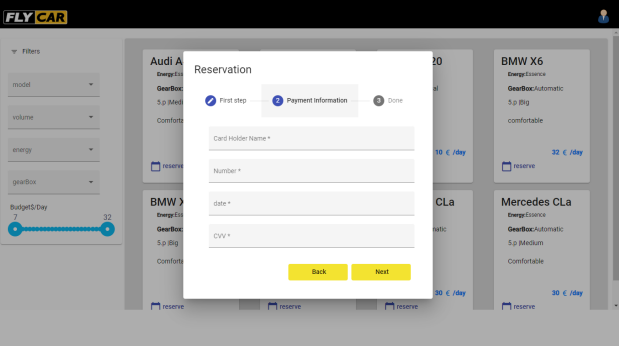 FLY CAR
Filters
model
volume
energy
gearBox
Budget$/Day
7
32
Audi A
Energy:Esse
GearBox:
5.p |Medi
Comforta
reserve
20
al
10 € /day
BMW X6
Energy:Essence
GearBox:Automatic
5.p |Big
comfortable
32 € /day
reserve
Reservation
First step
2
Payment Information
3
Done
Card Holder Name *
Number *
date *
CVV *
Back
Next
BMW X
Energy:Ess
GearBox:
5.p |Big
Comforta
reserve
reserve
CLa
matic
30 € /day
reserve
Mercedes CLa
Energy:Essence
GearBox:Automatic
5.p |Medium
Comfortable
30 € /day
reserve